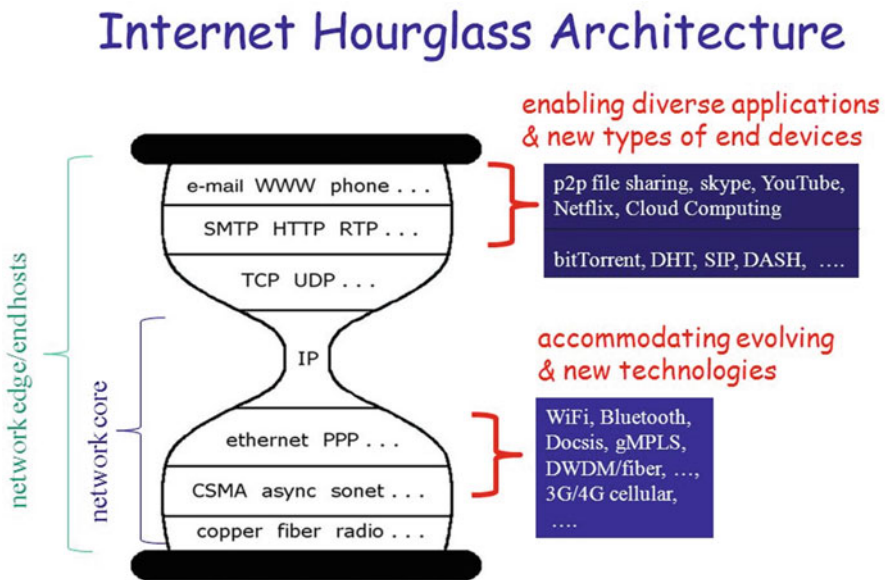 Internet Hourglass Architecture
enabling diverse applications
& new types of end devices
e-mail WWW phone . . .
SMTP HTTP RTP . . .
TCP UDP . . .
IP
ethernet PPP . . .
CSMA async sonet . . .
copper fiber radio . . .
network edge/end hosts
network core
p2p file sharing, skype, YouTube,
Netflix, Cloud Computing
bitTorrent, DHT, SIP, DASH, ….
accommodating evolving
& new technologies
WiFi, Bluetooth,
Docsis, gMPLS,
DWDM/fiber, …,
3G/4G cellular,
….